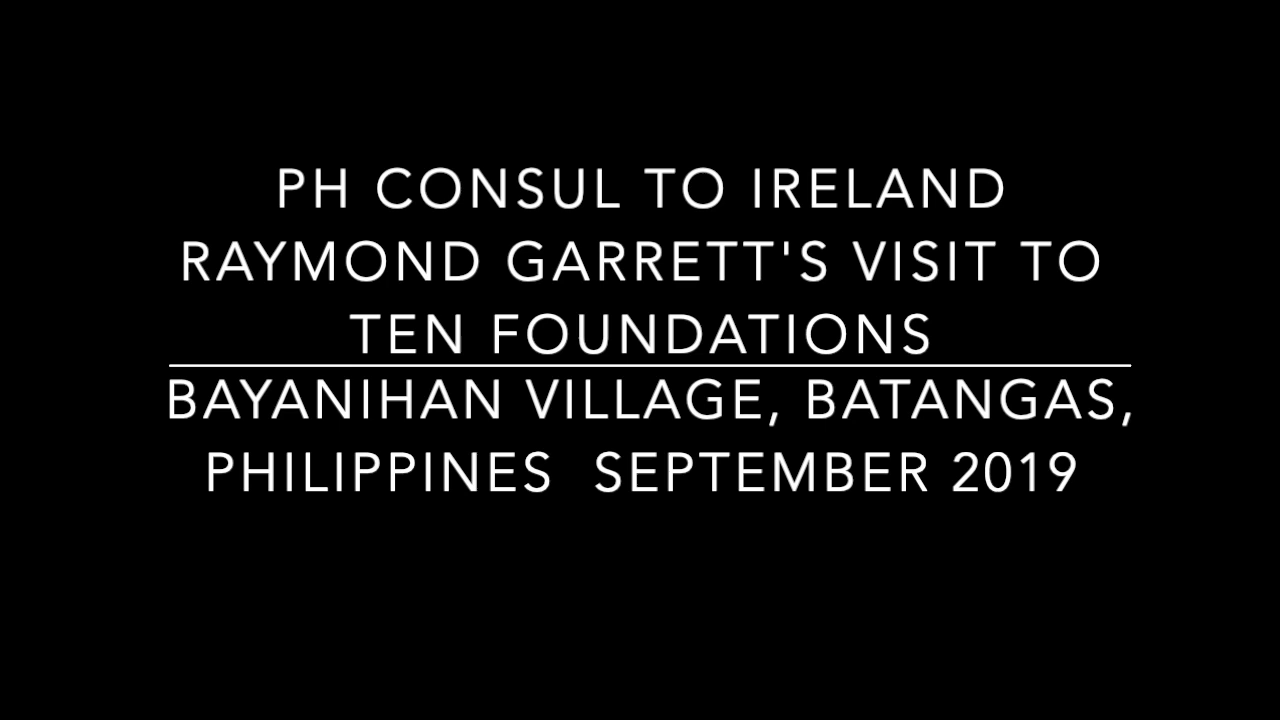 PH CONSUL TO IRELAND
RAYMOND GARRETT'S VISIT TO
TEN FOUNDATIONS
BAYANIHAN VILLAGE, BATANGAS,
PHILIPPINES  SEPTEMBER 2019